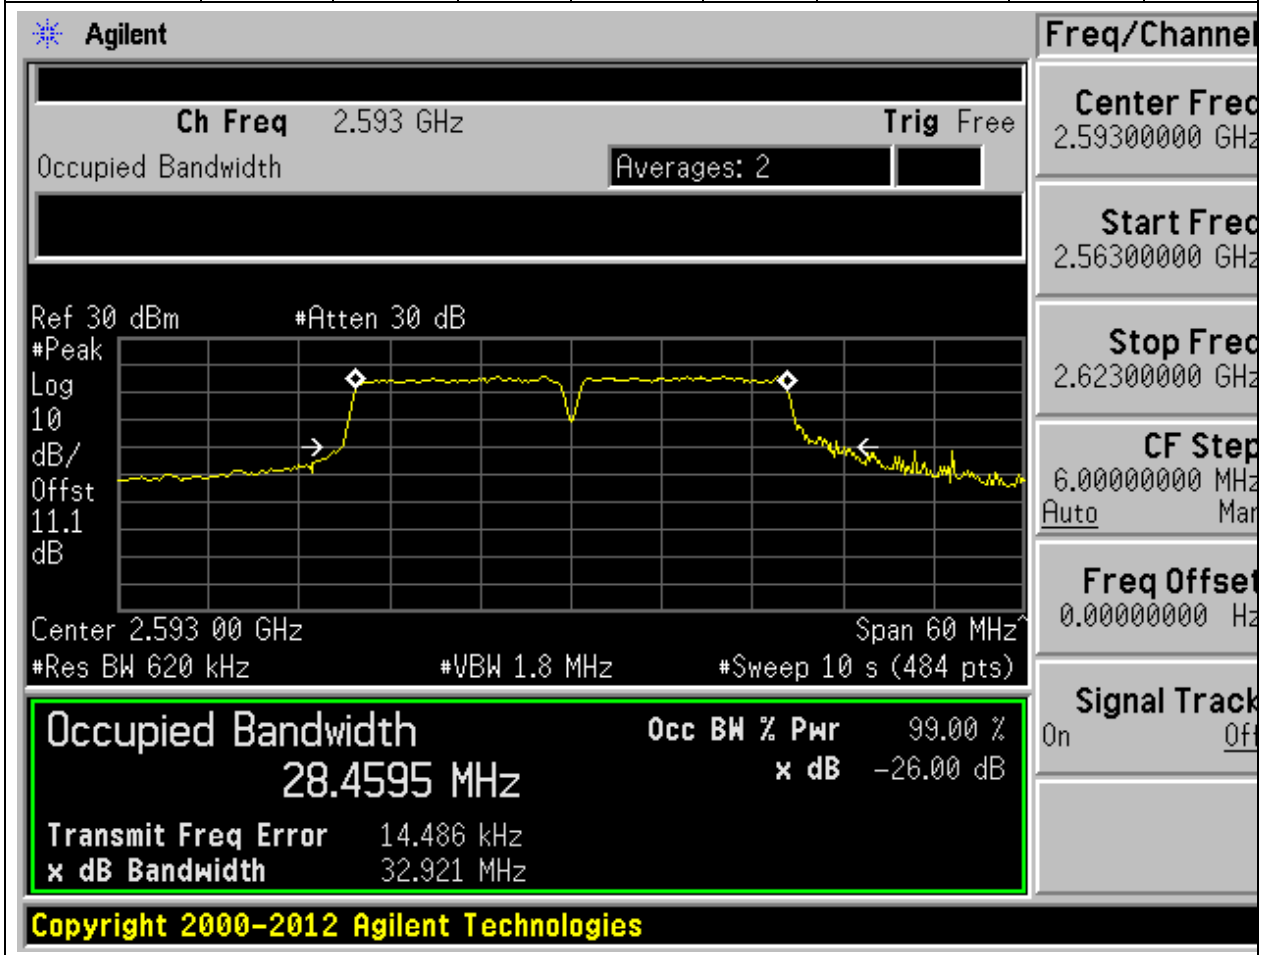 Agilent
Freq/Channel
Ch Freq 2.593 GHz Trig Free
Occupied Bandwidth Averages: 2
Center Freq
2.59300000 GHz
Start Freq
2.56300000 GHz
Stop Freq
2.62300000 GHz
CF Step
6.00000000 MHz
Auto Man
Freq Offset
0.00000000 Hz
Signal Track
On Off
Ref 30 dBm #Atten 30 dB
#Peak
Log
10
dB/
Offst
11.1
dB
Center 2.593 00 GHz Span 60 MHz^
#Res BW 620 kHz #VBW 1.8 MHz #Sweep 10 s (484 pts)
Occupied Bandwidth Occ BW % Pwr 99.00 %
28.4595 MHz x dB -26.00 dB
Transmit Freq Error 14.486 kHz
x dB Bandwidth 32.921 MHz
Copyright 2000-2012 Agilent Technologies